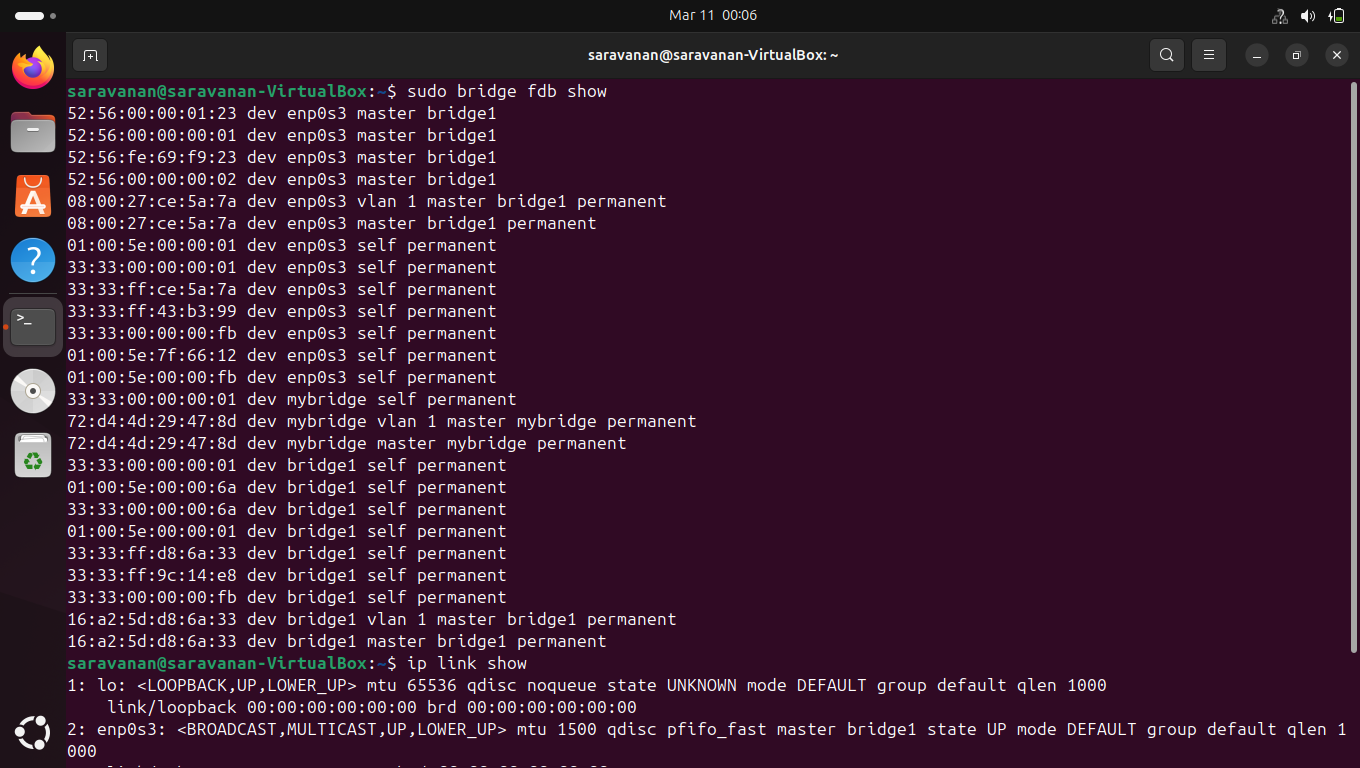 Mar 11 00:06
saravanan@saravanan-VirtualBox: ~
saravanan@saravanan-VirtualBox:~$ sudo bridge fdb show
52:56:00:00:01:23 dev enp0s3 master bridge1
52:56:00:00:00:01 dev enp0s3 master bridge1
52:56:fe:69:f9:23 dev enp0s3 master bridge1
52:56:00:00:00:02 dev enp0s3 master bridge1
08:00:27:ce:5a:7a dev enp0s3 vlan 1 master bridge1 permanent
08:00:27:ce:5a:7a dev enp0s3 master bridge1 permanent
01:00:5e:00:00:01 dev enp0s3 self permanent
33:33:00:00:00:01 dev enp0s3 self permanent
33:33:ff:ce:5a:7a dev enp0s3 self permanent
33:33:ff:43:b3:99 dev enp0s3 self permanent
33:33:00:00:00:fb dev enp0s3 self permanent
01:00:5e:7f:66:12 dev enp0s3 self permanent
01:00:5e:00:00:fb dev enp0s3 self permanent
33:33:00:00:00:01 dev mybridge self permanent
72:d4:4d:29:47:8d dev mybridge vlan 1 master mybridge permanent
72:d4:4d:29:47:8d dev mybridge master mybridge permanent
33:33:00:00:00:01 dev bridge1 self permanent
01:00:5e:00:00:6a dev bridge1 self permanent
33:33:00:00:00:6a dev bridge1 self permanent
01:00:5e:00:00:01 dev bridge1 self permanent
33:33:ff:d8:6a:33 dev bridge1 self permanent
33:33:ff:9c:14:e8 dev bridge1 self permanent
33:33:00:00:00:fb dev bridge1 self permanent
16:a2:5d:d8:6a:33 dev bridge1 vlan 1 master bridge1 permanent
16:a2:5d:d8:6a:33 dev bridge1 master bridge1 permanent
saravanan@saravanan-VirtualBox:~$ ip link show
1: lo: <LOOPBACK,UP,LOWER_UP> mtu 65536 qdisc noqueue state UNKNOWN mode DEFAULT group default qlen 1000
link/loopback 00:00:00:00:00:00 brd 00:00:00:00:00:00
2: enp0s3: <BROADCAST,MULTICAST,UP,LOWER_UP> mtu 1500 qdisc pfifo_fast master bridge1 state UP mode DEFAULT group default qlen 1
000